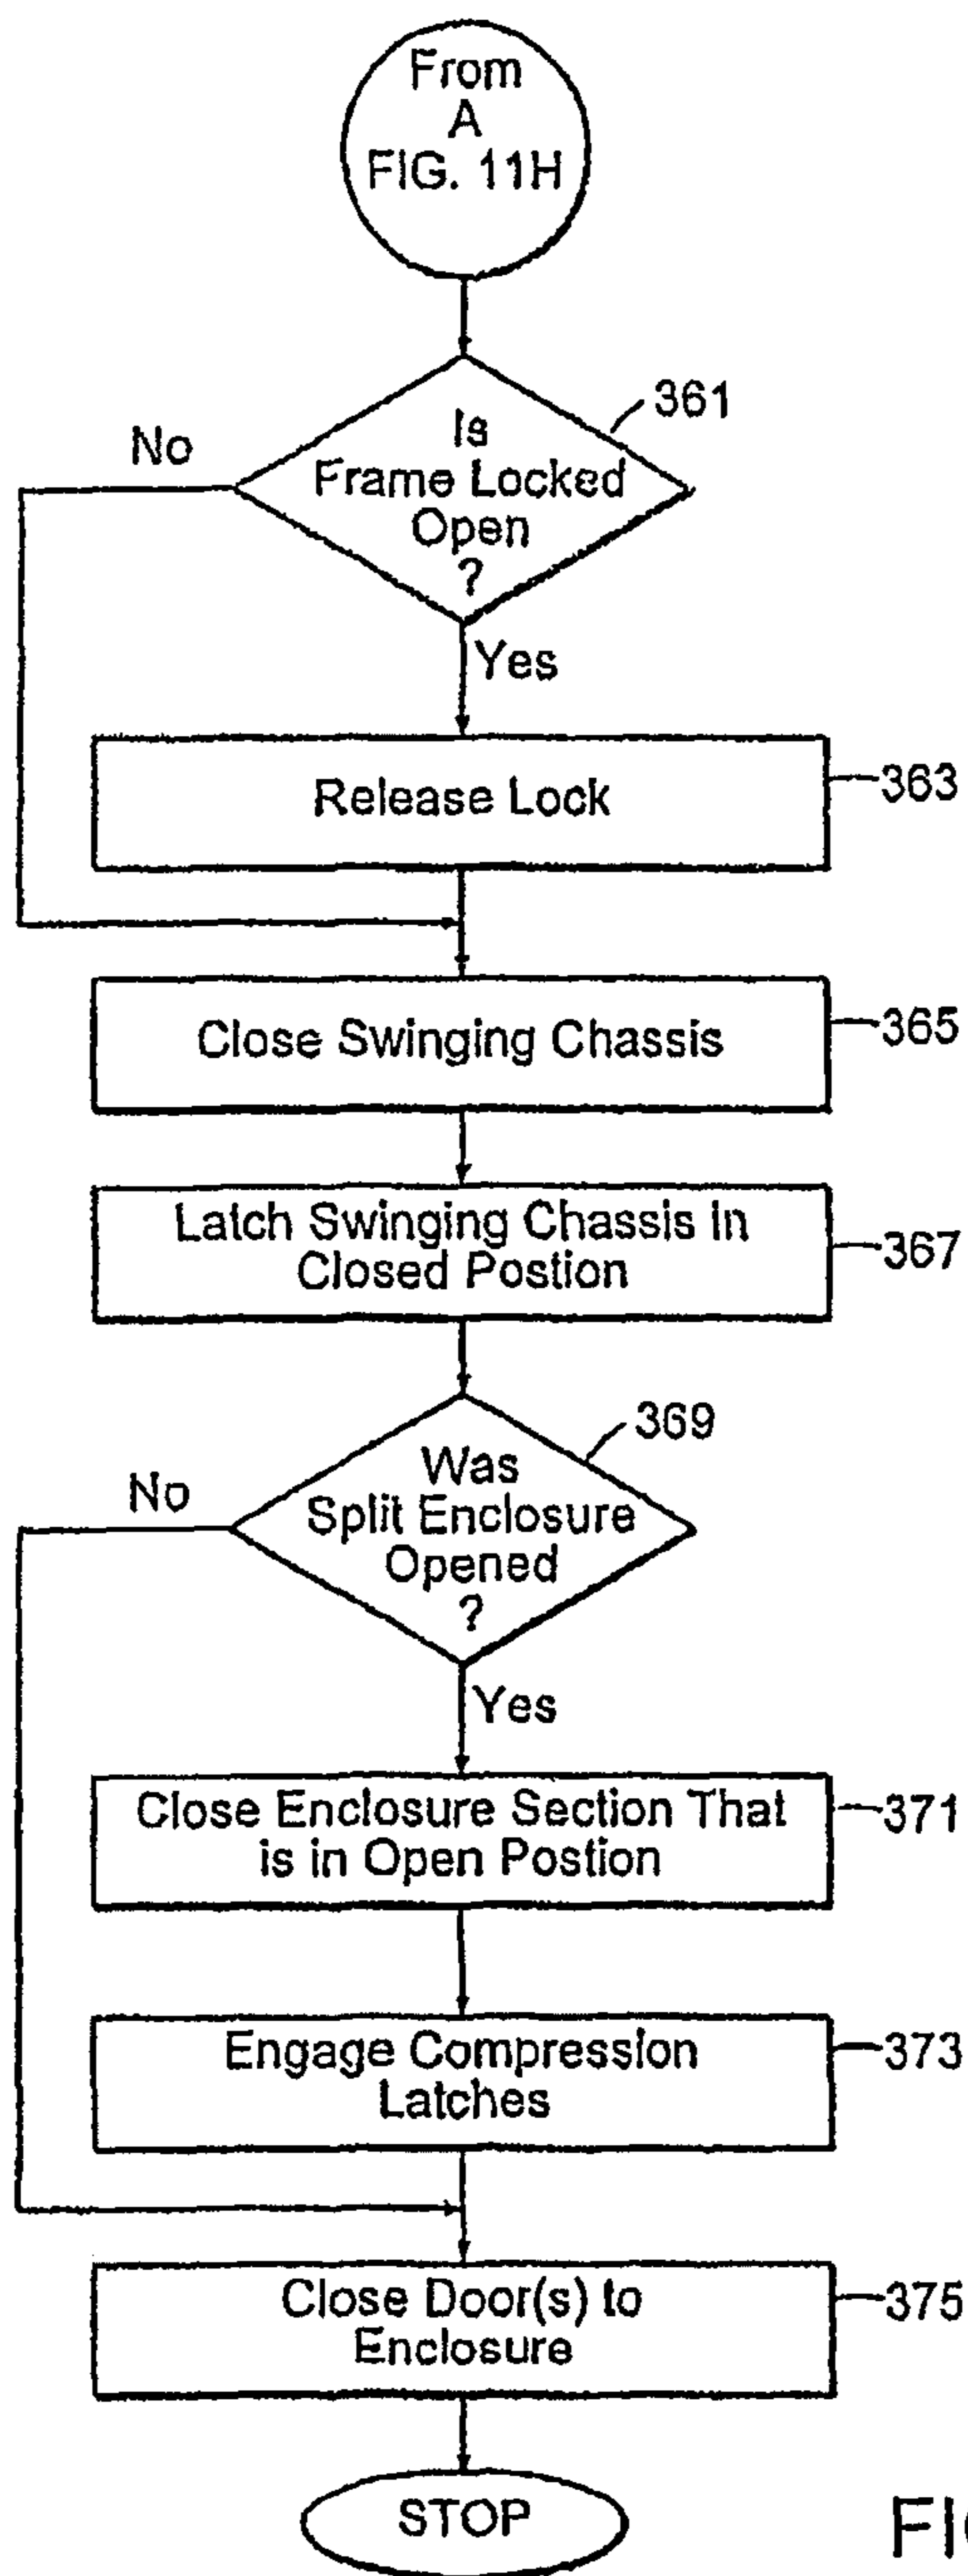 From
A
FIG. 11H
361
Is
Frame Locked
Open
?
No
Yes
Release Lock
363
Close Swinging Chassis
365
Latch Swinging Chassis in
Closed Postion
367
369
Was
Split Enclosure
Opened
?
No
Yes
Close Enclosure Section That
is in Open Postion
371
Engage Compression
Latches
373
Close Door(s) to
Enclosure
375
STOP